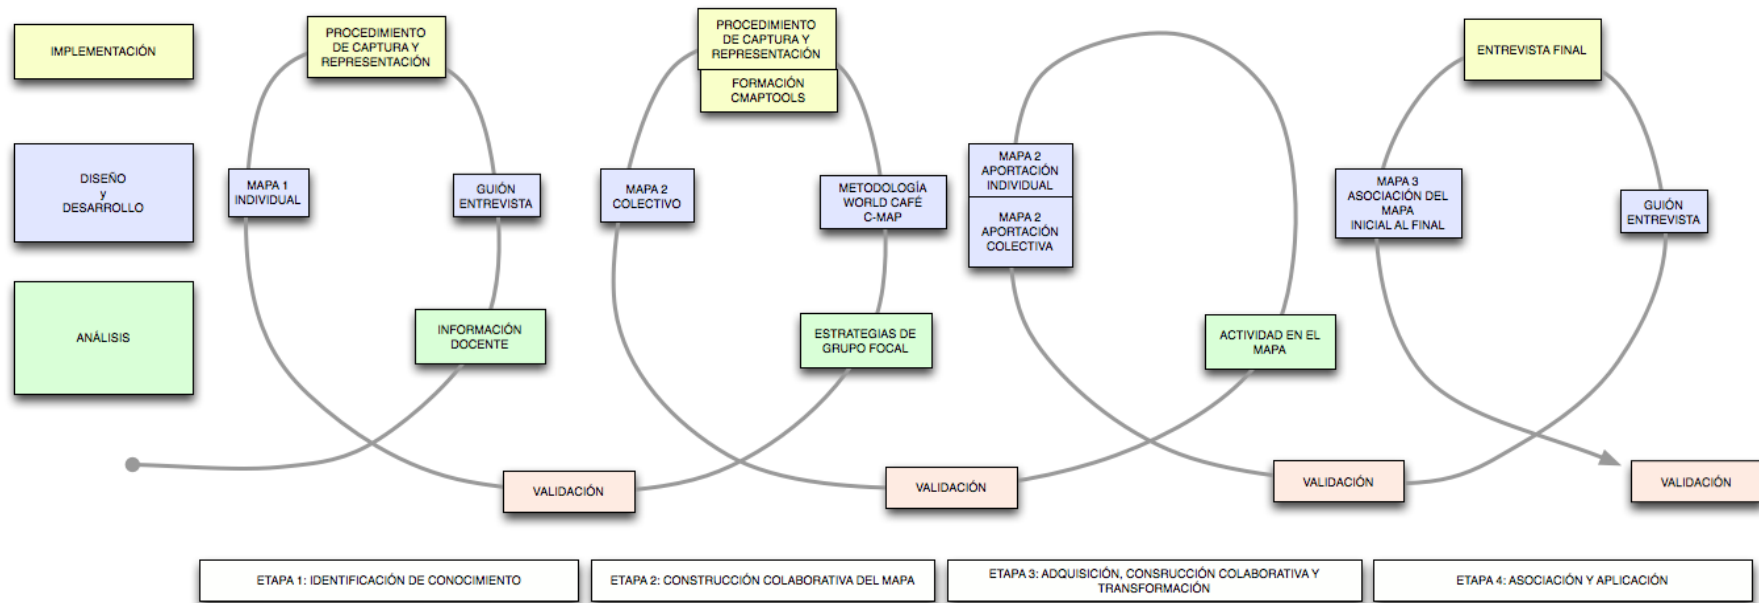 IMPLEMENTACIÓN
PROCEDIMIENTO
DE CAPTURA Y
REPRESENTACIÓN
PROCEDIMIENTO
DE CAPTURA Y
REPRESENTACIÓN
FORMACIÓN
CMAPTOOLS
ENTREVISTA FINAL
DISEÑO
y
DESARROLLO
MAPA 1
INDIVIDUAL
GUIÓN
ENTREVISTA
MAPA 2
COLECTIVO
METODOLOGÍA
WORLD CAFÉ
C-MAP
MAPA 2
APORTACIÓN
INDIVIDUAL
MAPA 2
APORTACIÓN
COLECTIVA
MAPA 3
ASOCIACIÓN DEL
MAPA
INICIAL AL FINAL
GUIÓN
ENTREVISTA
ANÁLISIS
INFORMACIÓN
DOCENTE
ESTRATEGIAS DE
GRUPO FOCAL
ACTIVIDAD EN EL
MAPA
VALIDACIÓN
VALIDACIÓN
VALIDACIÓN
VALIDACIÓN
ETAPA 1: IDENTIFICACIÓN DE CONOCIMIENTO
ETAPA 2: CONSTRUCCIÓN COLABORATIVA DEL MAPA
ETAPA 3: ADQUISICIÓN, CONSRUCCIÓN COLABORATIVA Y
TRANSFORMACIÓN
ETAPA 4: ASOCIACIÓN Y APLICACIÓN